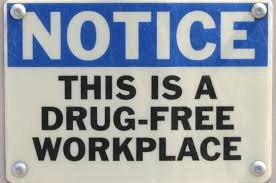 NOTICE
THIS IS A
DRUG-FREE
WORKPLACE